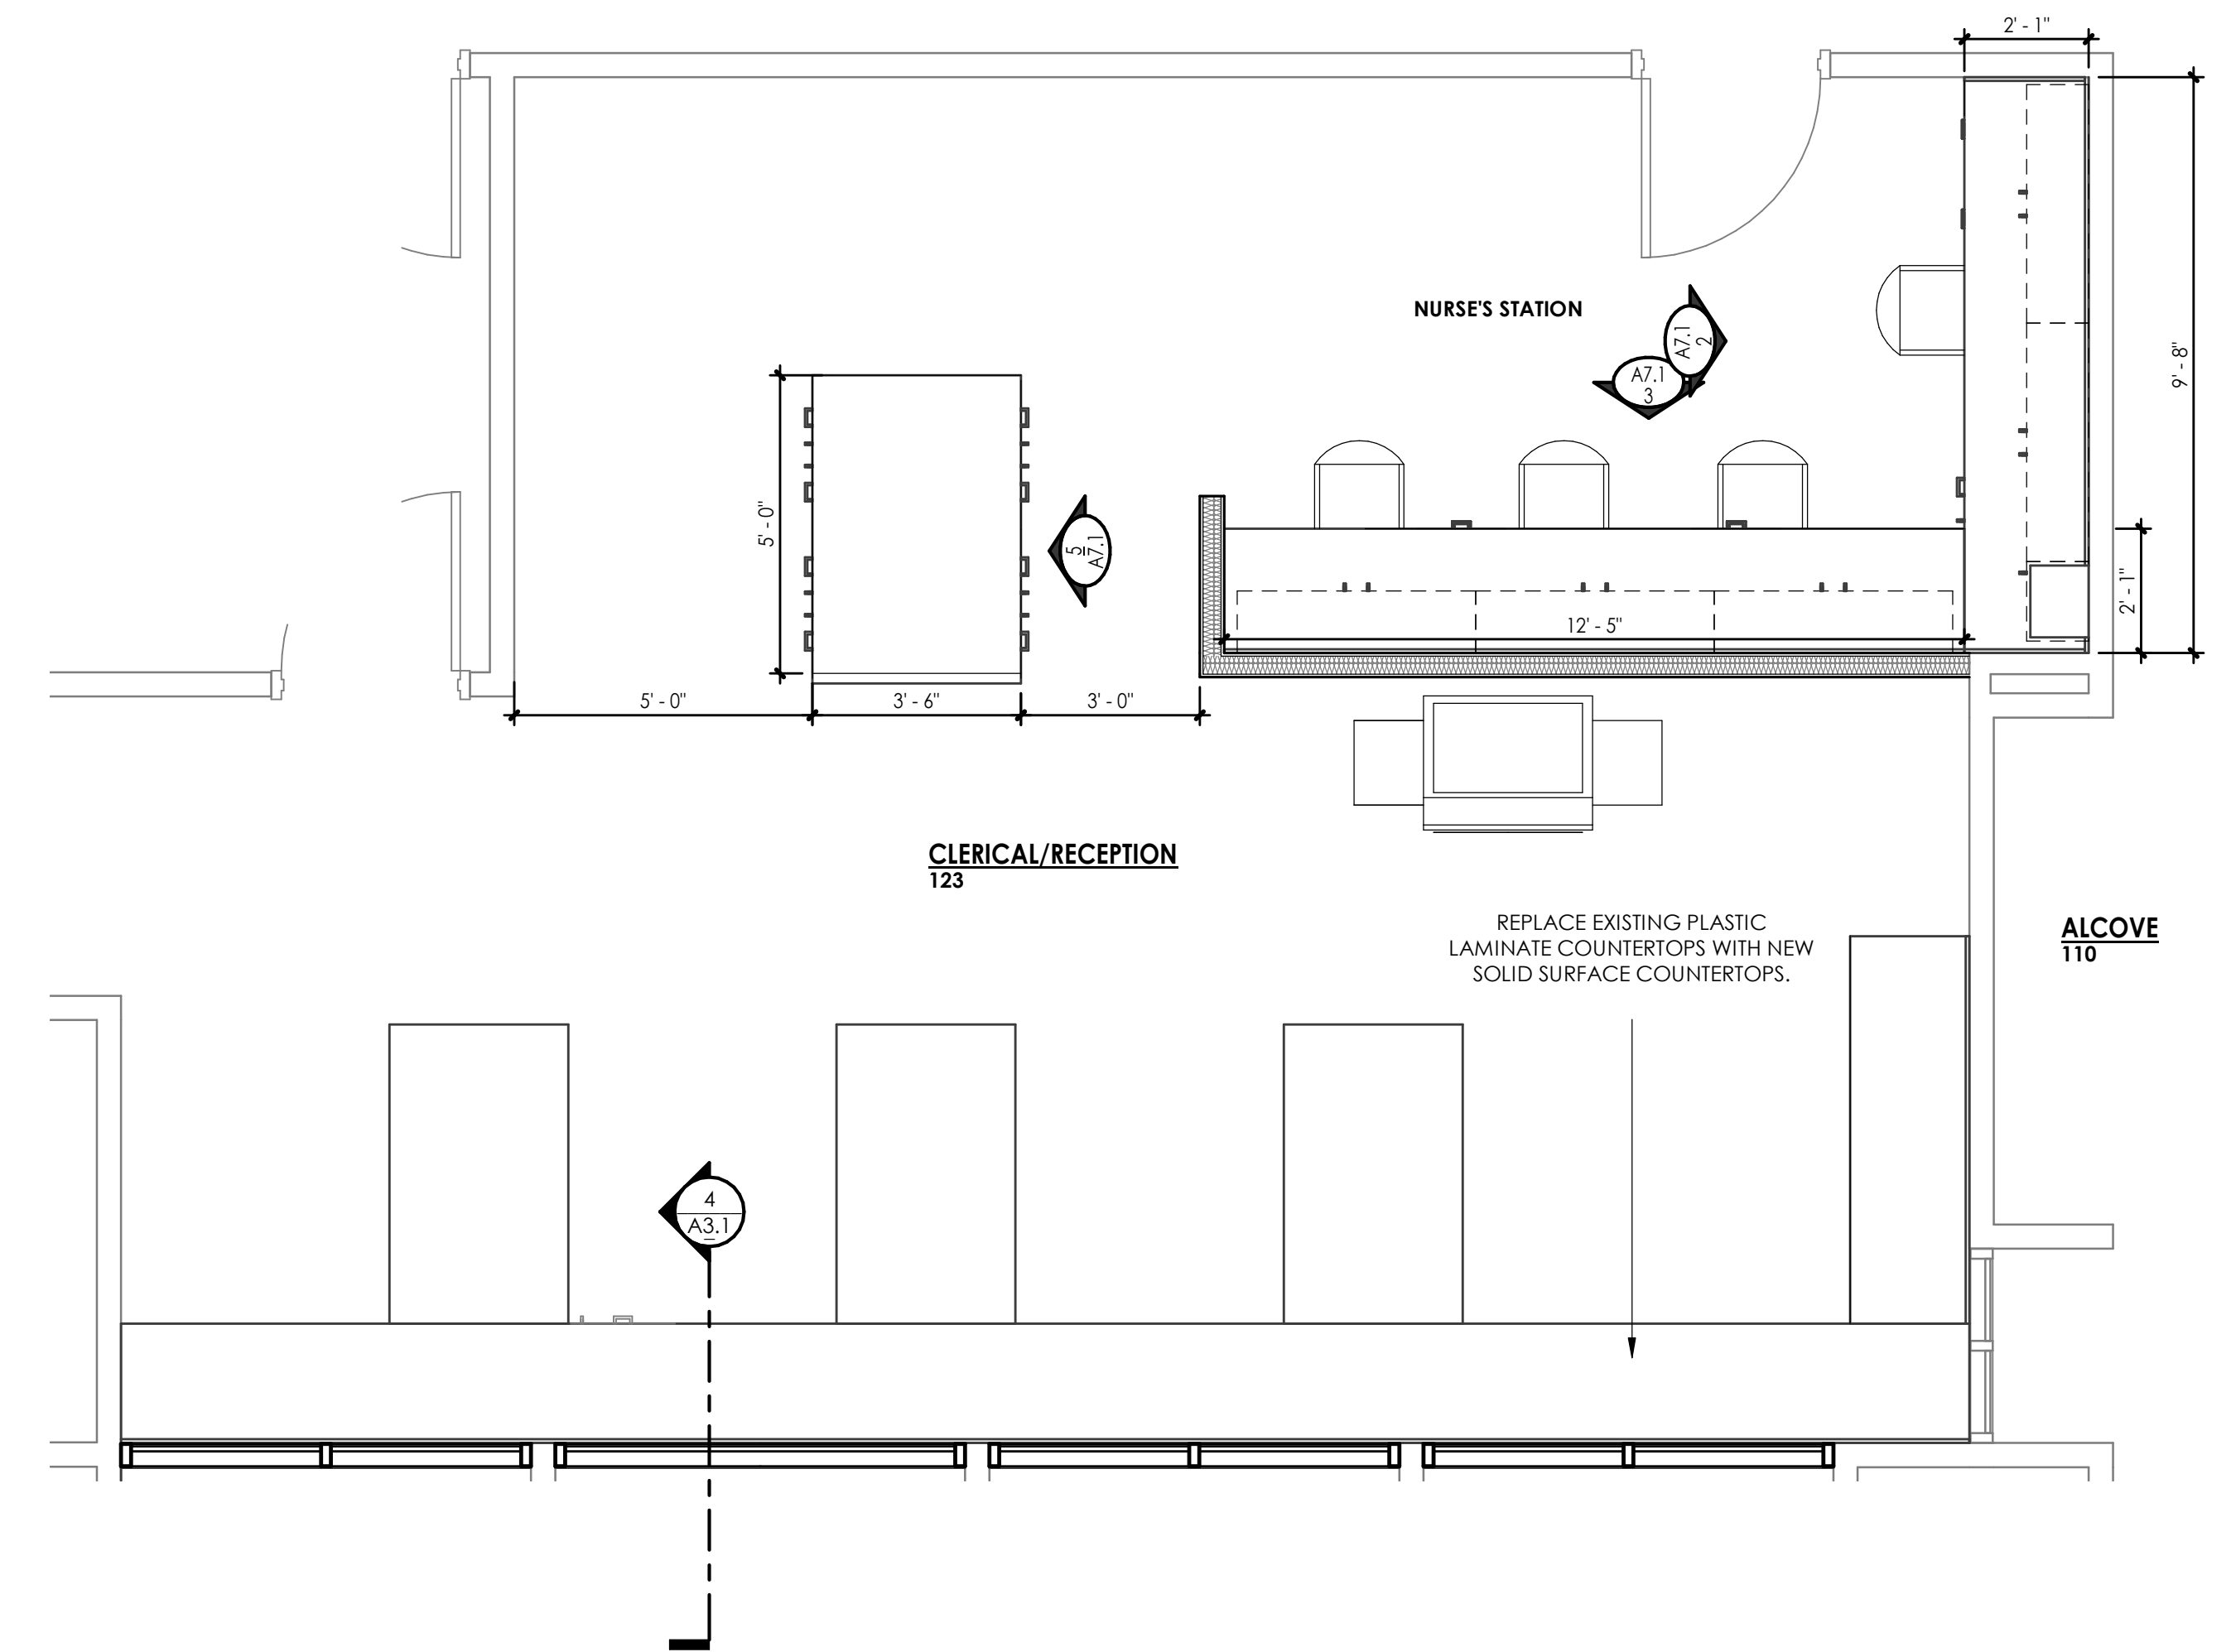 2' - 1"
NURSE'S STATION
A7.1
2
A7.1
3
9' - 8"
5' - 0"
5
A7.1
2' - 1"
12' - 5"
5' - 0"
3' - 6"
3' - 0"
CLERICAL/RECEPTION
123
REPLACE EXISTING PLASTIC
LAMINATE COUNTERTOPS WITH NEW
SOLID SURFACE COUNTERTOPS.
ALCOVE
110
4
A3.1